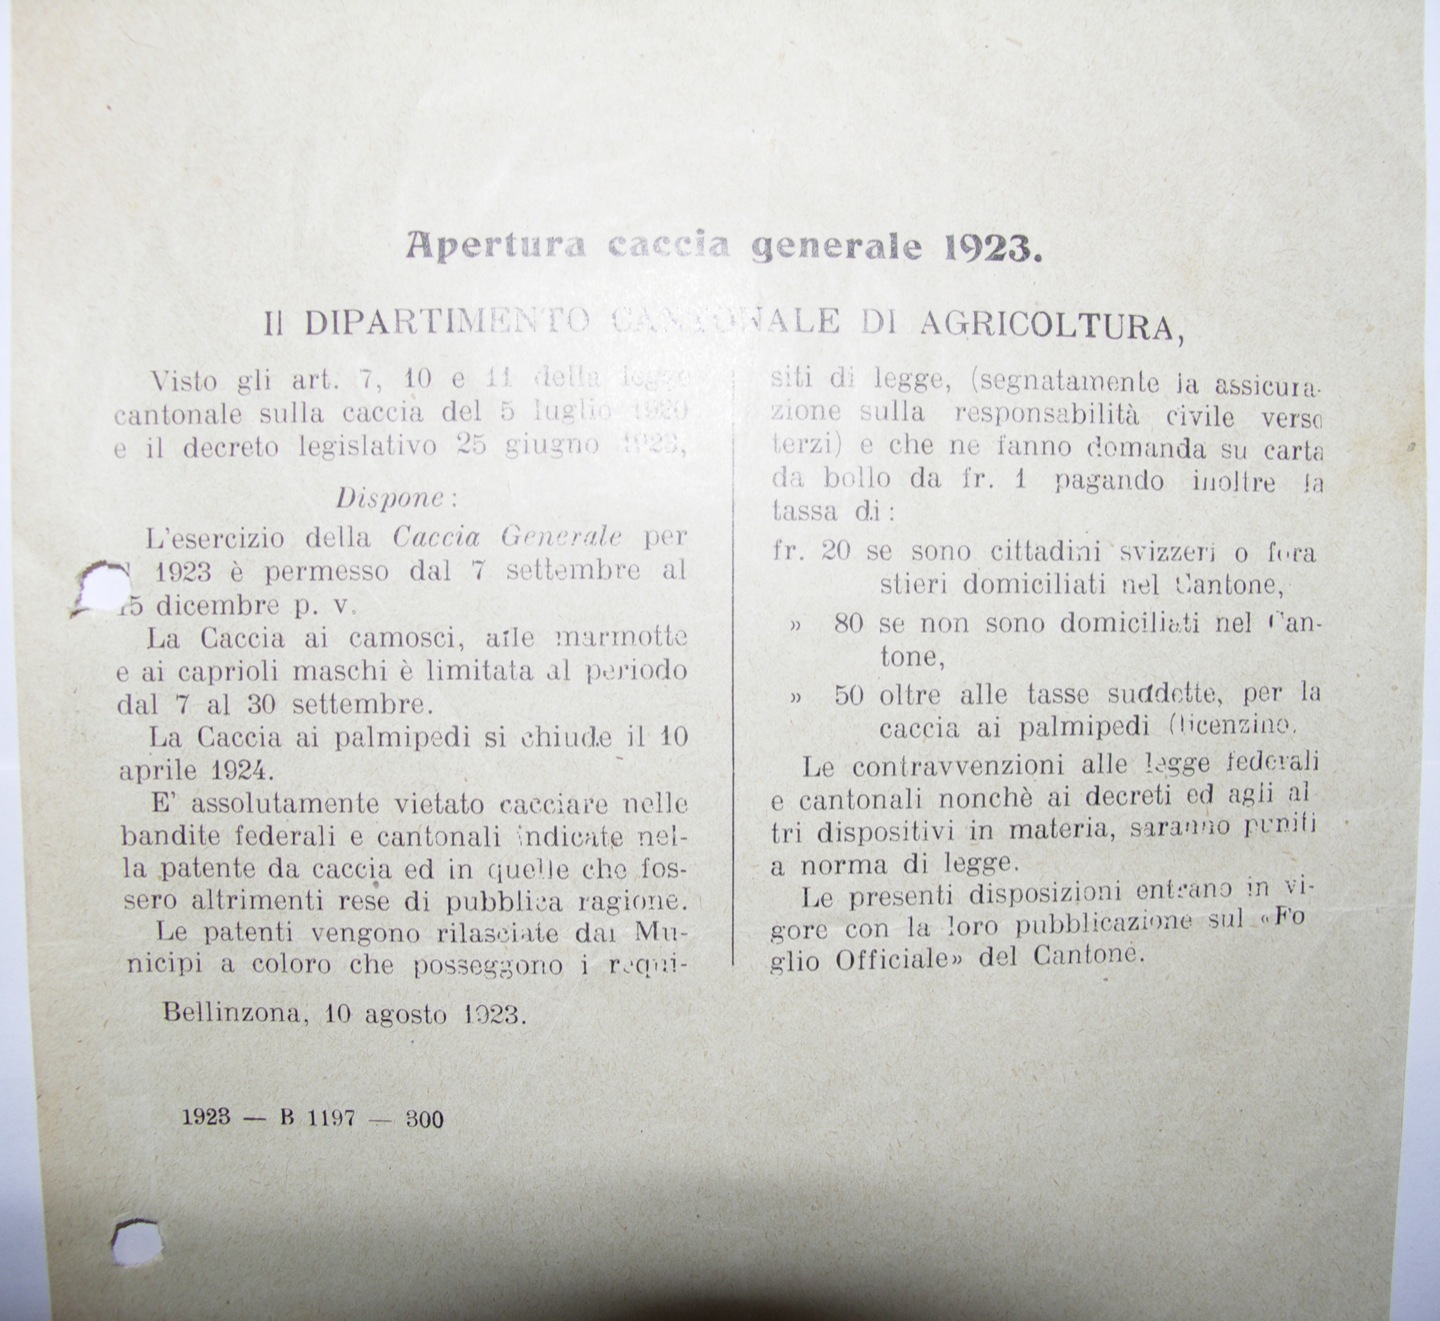 Apertura caccia generale 1923.
Il DIPARTIMENTO CANTONALE DI AGRICOLTURA,
Visto gli art. 7, 10 e 11 della legge
cantonale sulla caccia del 5 luglio 1920
e il decreto legislativo 25 giugno 1923,
Dispone :
L'esercizio della Caccia Generale per
1923 è permesso dal 7 settembre al
15 dicembre p. v.
La Caccia ai camosci, alle marmotte
e ai caprioli maschi è limitata al periodo
dal 7 al 30 settembre.
La Caccia ai palmipedi si chiude il 10
aprile 1924.
E' assolutamente vietato cacciare nelle
bandite federali e cantonali indicate nel-
la patente da caccia ed in quelle che fos-
sero altrimenti rese di pubblica ragione.
Le patenti vengono rilasciate dai Mu-
nicipi a coloro che posseggono i requi-
siti di legge, (segnatamente la assicura-
zione sulla responsabilità civile verso
terzi) e che ne fanno domanda su carta
da bollo da fr. 1 pagando inoltre la
tassa di :
fr. 20 se sono cittadini svizzeri o fora
stieri domiciliati nel Cantone,
» 80 se non sono domiciliati nel Can-
tone,
» 50 oltre alle tasse suddette, per la
caccia ai palmipedi (licenzino.
Le contravvenzioni alle legge federali
e cantonali nonchè ai decreti ed agli al
tri dispositivi in materia, saranno puniti
a norma di legge.
Le presenti disposizioni entrano in vi-
gore con la loro pubblicazione sul «Fo
glio Officiale» del Cantone.
Bellinzona, 10 agosto 1923.
1923 — B 1197 — 300